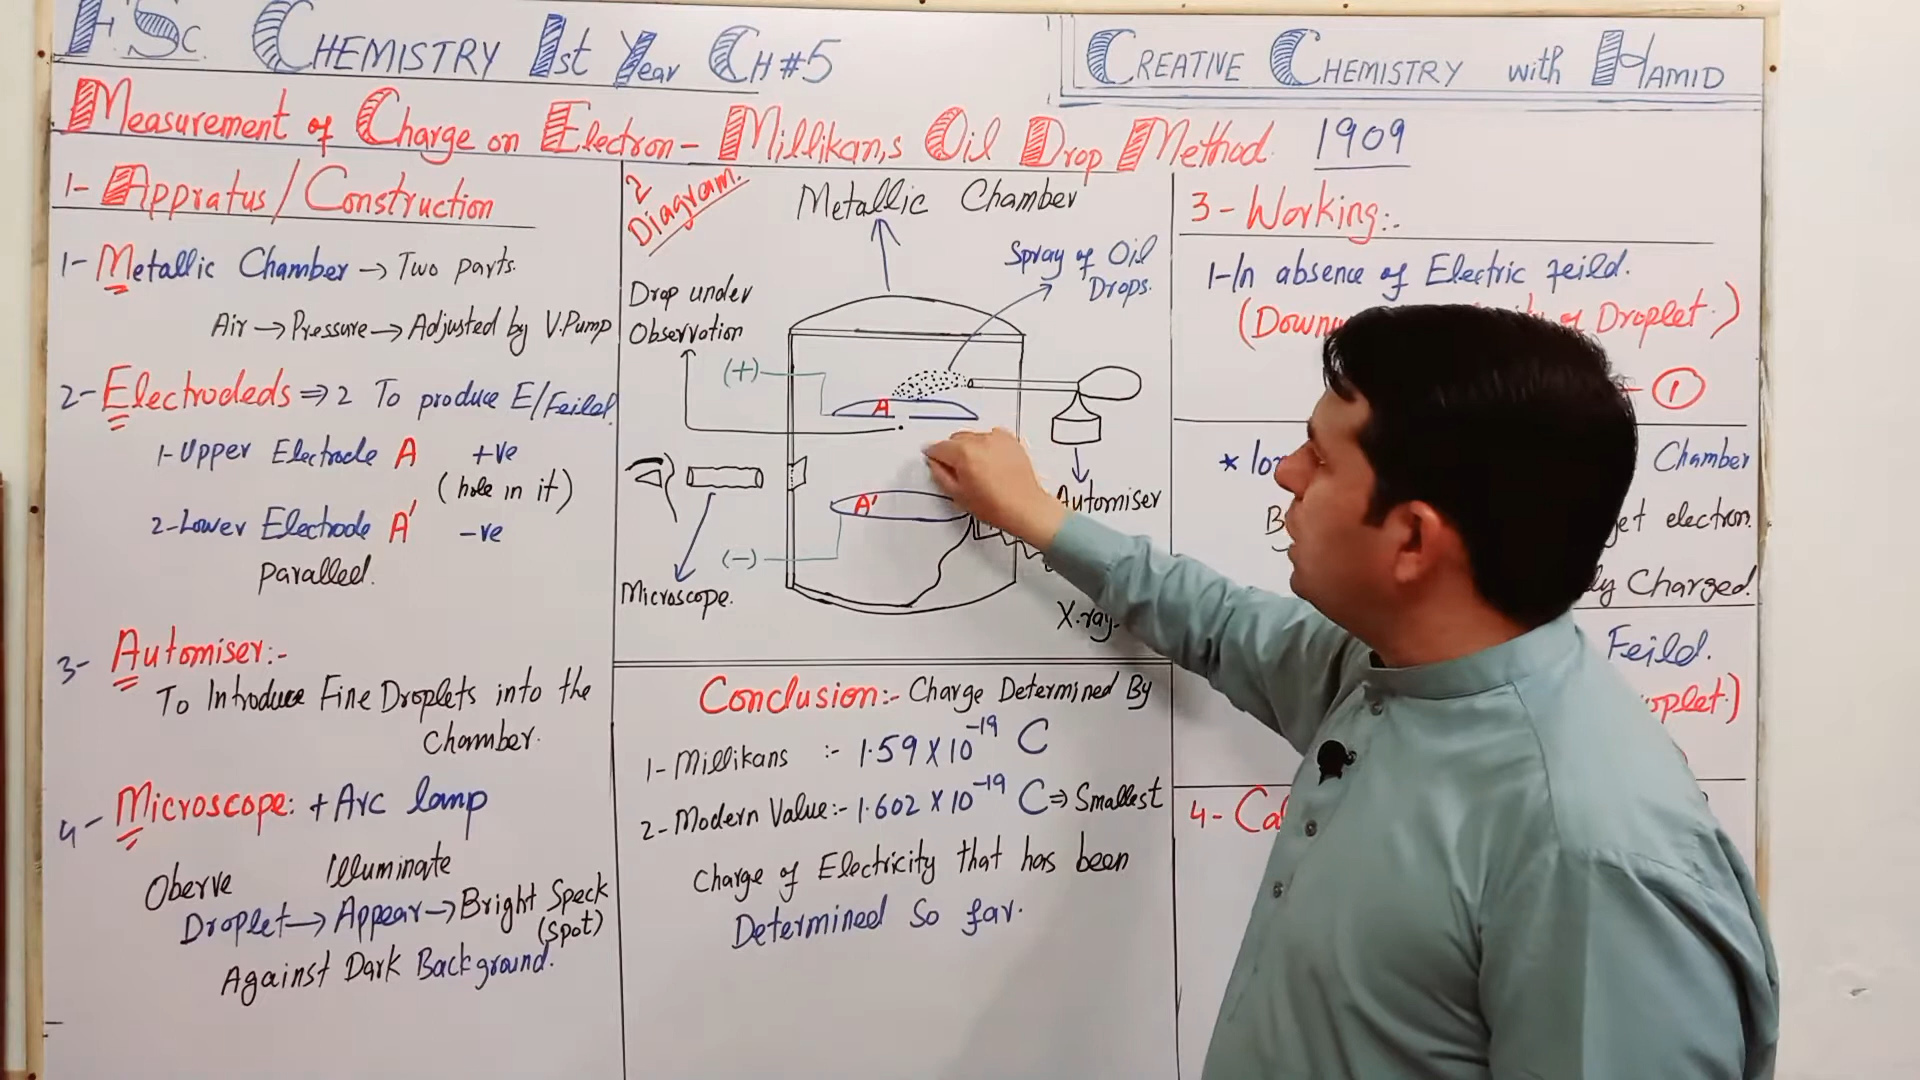 F.Sc. CHEMISTRY 1st Year CH#5
CREATIVE CHEMISTRY with HAMID
Measurement of Charge on Electron- Millikan,s Oil Drop Method. 1909
1- Appratus/Construction
1- Metallic Chamber → Two parts.
Air → Pressure → Adjusted by V.Pump
2- Electrodeds ⇒ 2 To produce E/Feild
1-Upper Electrode A +ve
(hole in it)
2-Lower Electrode A' -ve
paralled.
3- Automiser:-
To Introduce Fine Droplets into the
Chamber.
4- Microscope: + Arc lamp
Oberve Illuminate
Droplet → Appear → Bright Speck
(spot)
Against Dark Background.
2
Diagram.
Metallic Chamber
Spray of Oil
Drops.
Drop under
Observation
(+)
A
A'
(-)
Automiser
Microscope.
X.ray.
Conclusion:- Charge Determined By
1- Millikans :- 1.59 X 10^-19 C
2- Modern Value:- 1.602 X 10^-19 C ⇒ Smallest
Charge of Electricity that has been
Determined So far.
3- Working:-
1-In absence of Electric feild.
of Droplet.)
1
*
Chamber
electron.
Charged.
Feild.
4-